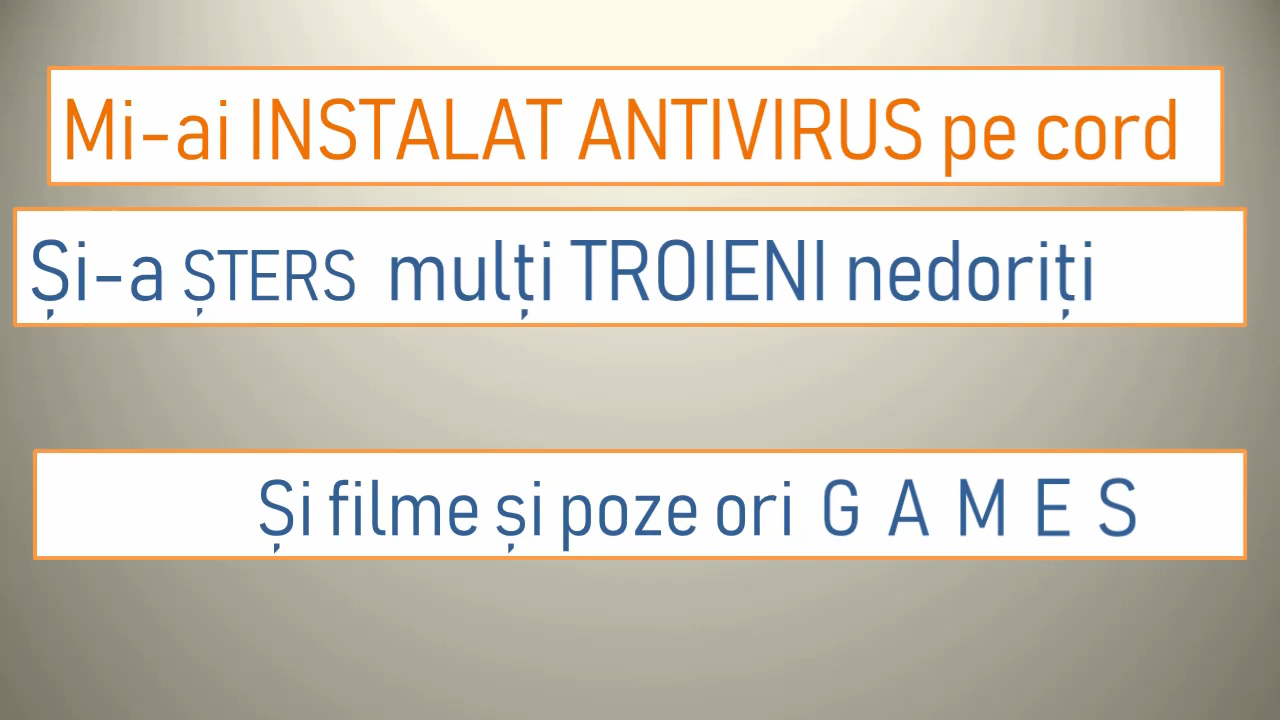 Mi-ai INSTALAT ANTIVIRUS pe cord
Și-a ȘTERS mulți TROIENI nedoriți
Și filme și poze ori G A M E S